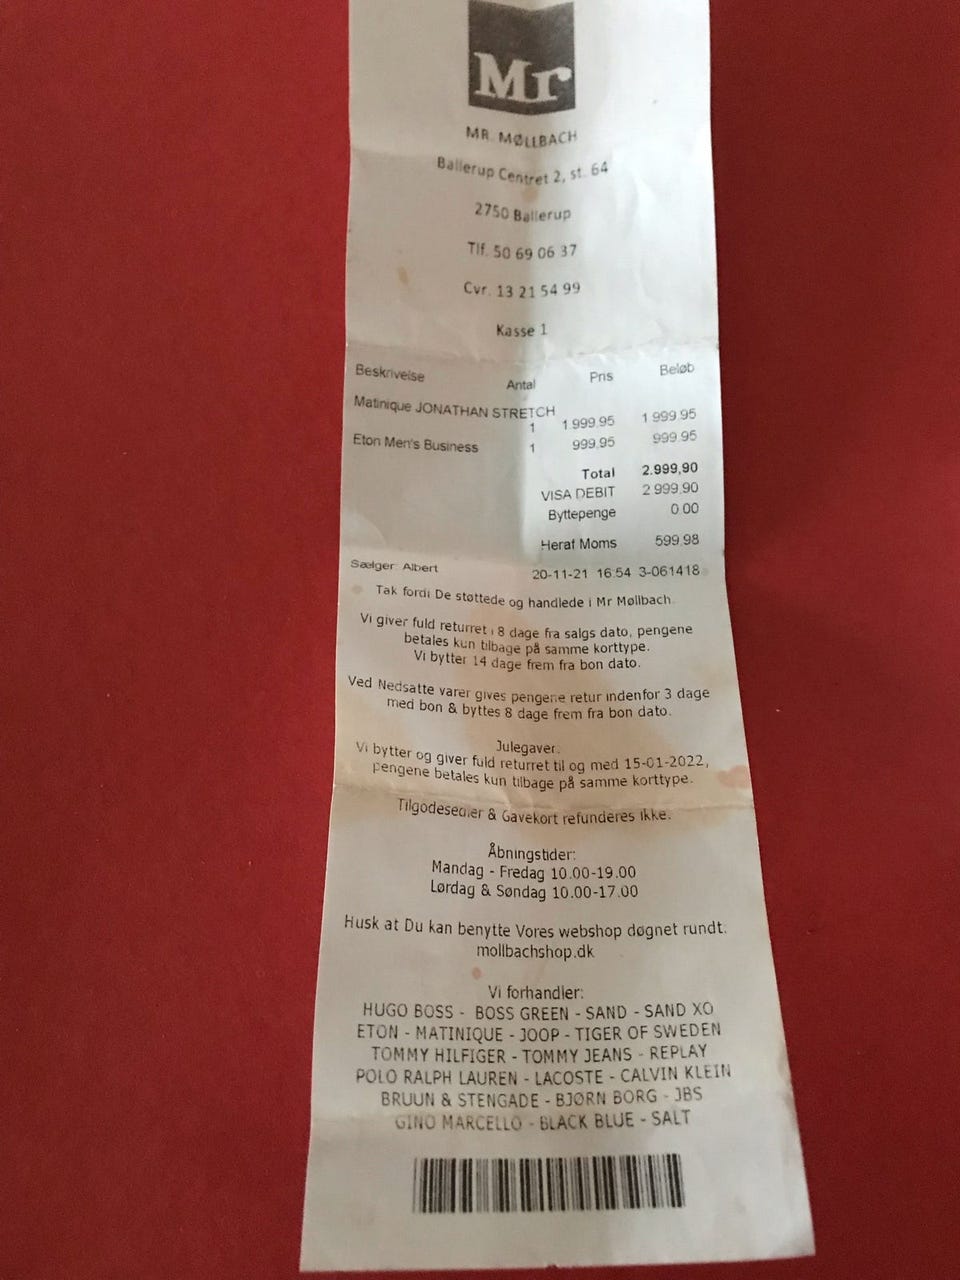 Mr
MR. MØLLBACH
Ballerup Centret 2, st. 64
2750 Ballerup
Tlf. 50 69 06 37
Cvr. 13 21 54 99
Kasse 1
Beskrivelse Antal Pris Beløb
Matinique JONATHAN STRETCH
1 1.999,95 1.999,95
Eton Men's Business 1 999,95 999,95
Total 2.999,90
VISA DEBIT 2.999,90
Byttepenge 0,00
Heraf Moms 599,98
Sælger: Albert 20-11-21 16:54 3-061418
Tak fordi De støttede og handlede i Mr Møllbach.
Vi giver fuld returret i 8 dage fra salgs dato, pengene
betales kun tilbage på samme korttype.
Vi bytter 14 dage frem fra bon dato.
Ved Nedsatte varer gives pengene retur indenfor 3 dage
med bon & byttes 8 dage frem fra bon dato.
Julegaver:
Vi bytter og giver fuld returret til og med 15-01-2022,
pengene betales kun tilbage på samme korttype.
Tilgodesedler & Gavekort refunderes ikke.
Åbningstider:
Mandag - Fredag 10.00-19.00
Lørdag & Søndag 10.00-17.00
Husk at Du kan benytte Vores webshop døgnet rundt.
mollbachshop.dk
Vi forhandler:
HUGO BOSS - BOSS GREEN - SAND - SAND XO
ETON - MATINIQUE - JOOP - TIGER OF SWEDEN
TOMMY HILFIGER - TOMMY JEANS - REPLAY
POLO RALPH LAUREN - LACOSTE - CALVIN KLEIN
BRUUN & STENGADE - BJØRN BORG - JBS
GINO MARCELLO - BLACK BLUE - SALT